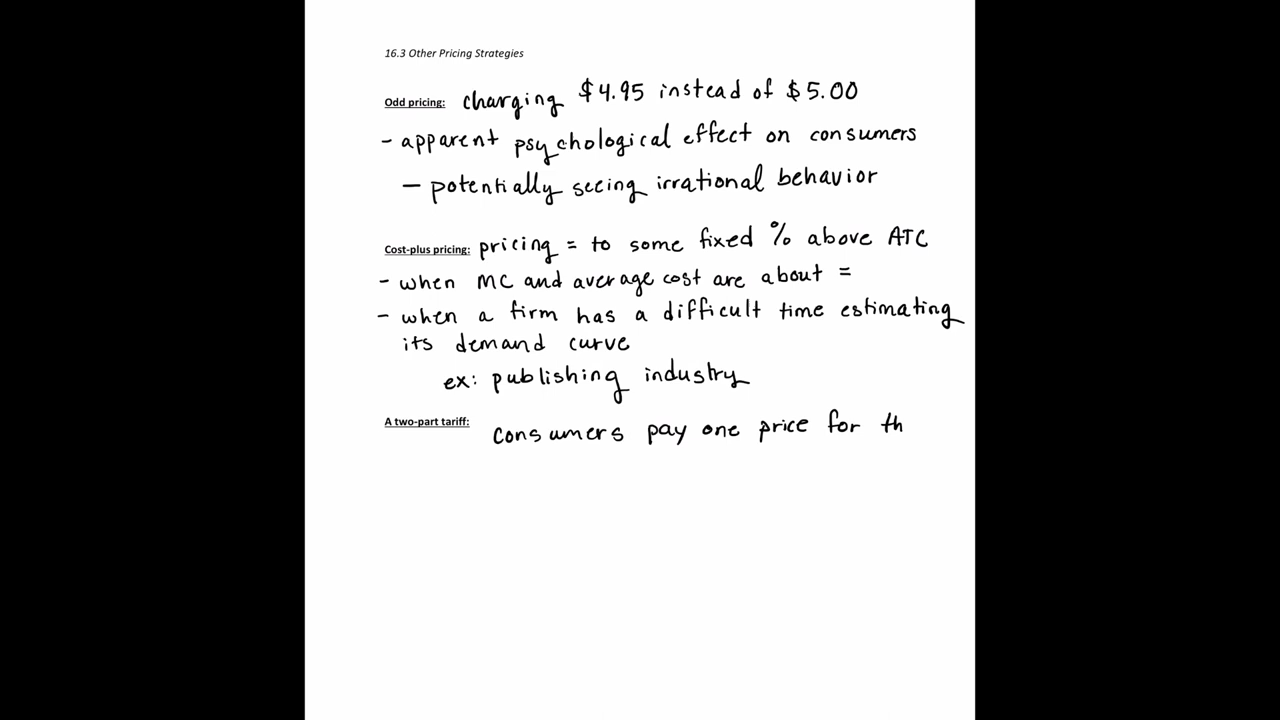 16.3 Other Pricing Strategies
Odd pricing: charging $4.95 instead of $5.00
- apparent psychological effect on consumers
- potentially seeing irrational behavior
Cost-plus pricing: pricing = to some fixed % above ATC
- when MC and average cost are about =
- when a firm has a difficult time estimating
its demand curve
ex: publishing industry
A two-part tariff: consumers pay one price for th